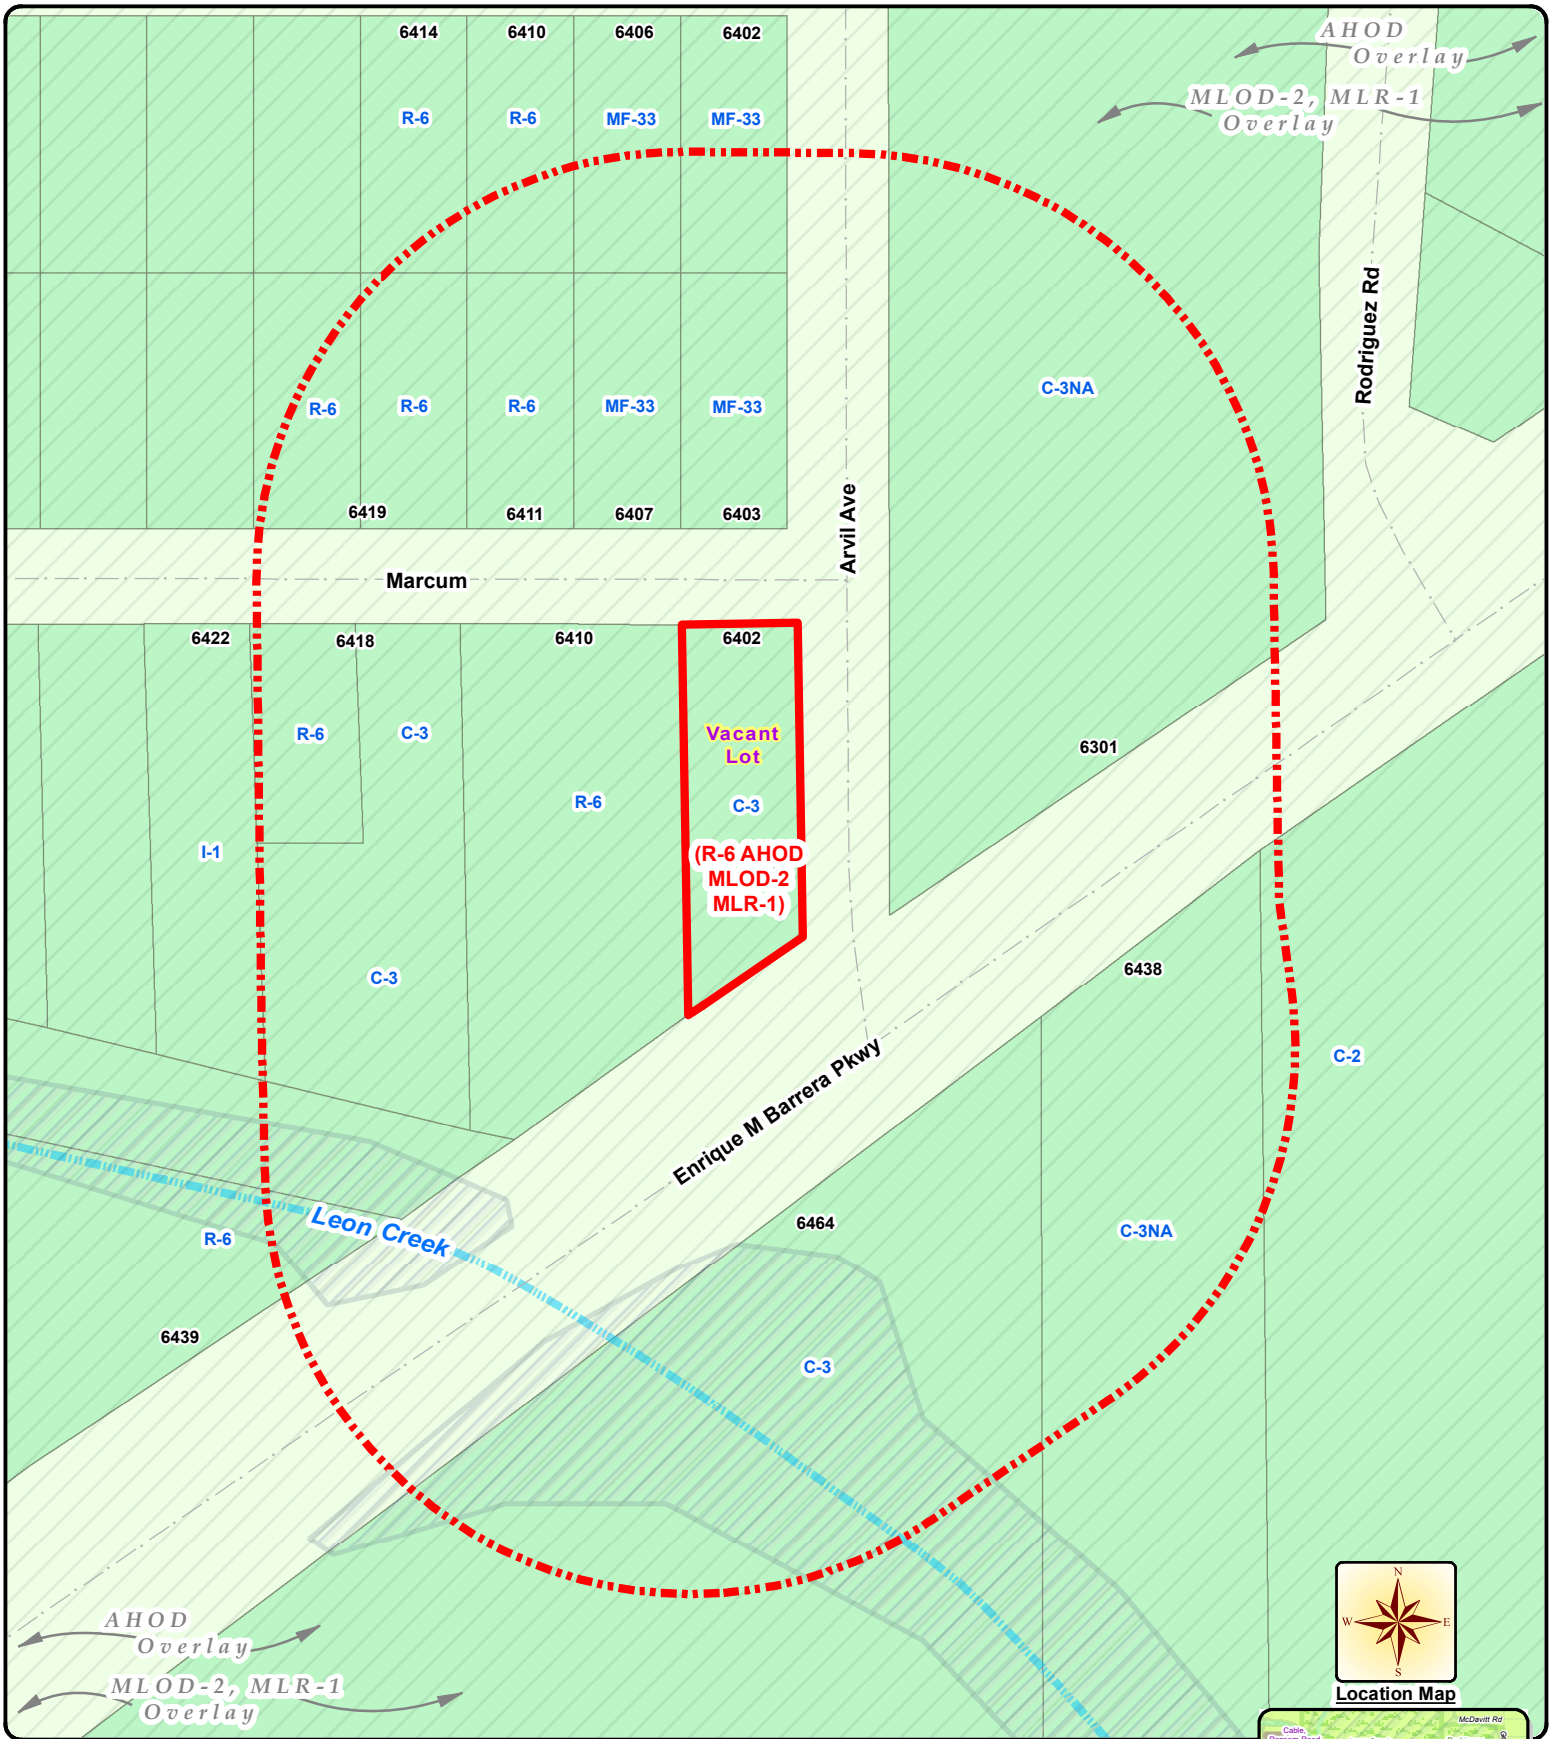 6414 6410 6406 6402
AHOD
Overlay
MLOD-2, MLR-1
Overlay
R-6 R-6 MF-33 MF-33
Rodriguez Rd
C-3NA
R-6 R-6 R-6 MF-33 MF-33
6419 6411 6407 6403
Arvil Ave
Marcum
6422 6418 6410 6402
R-6 C-3
Vacant
Lot
6301
R-6 C-3
I-1
(R-6 AHOD
MLOD-2
MLR-1)
C-3
6438
C-2
Enrique M Barrera Pkwy
Leon Creek
6464
C-3NA
R-6
6439
C-3
AHOD
Overlay
MLOD-2, MLR-1
Overlay
N
W E
S
Location Map
McDavitt Rd
Cable,